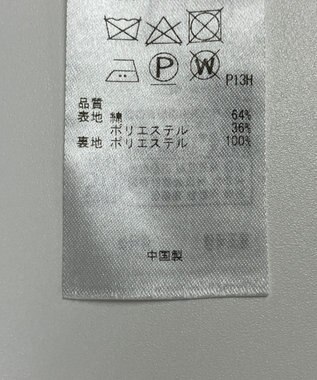 P W P13H
品質
表地 綿 64%
ポリエステル 36%
裏地 ポリエステル 100%
中国製